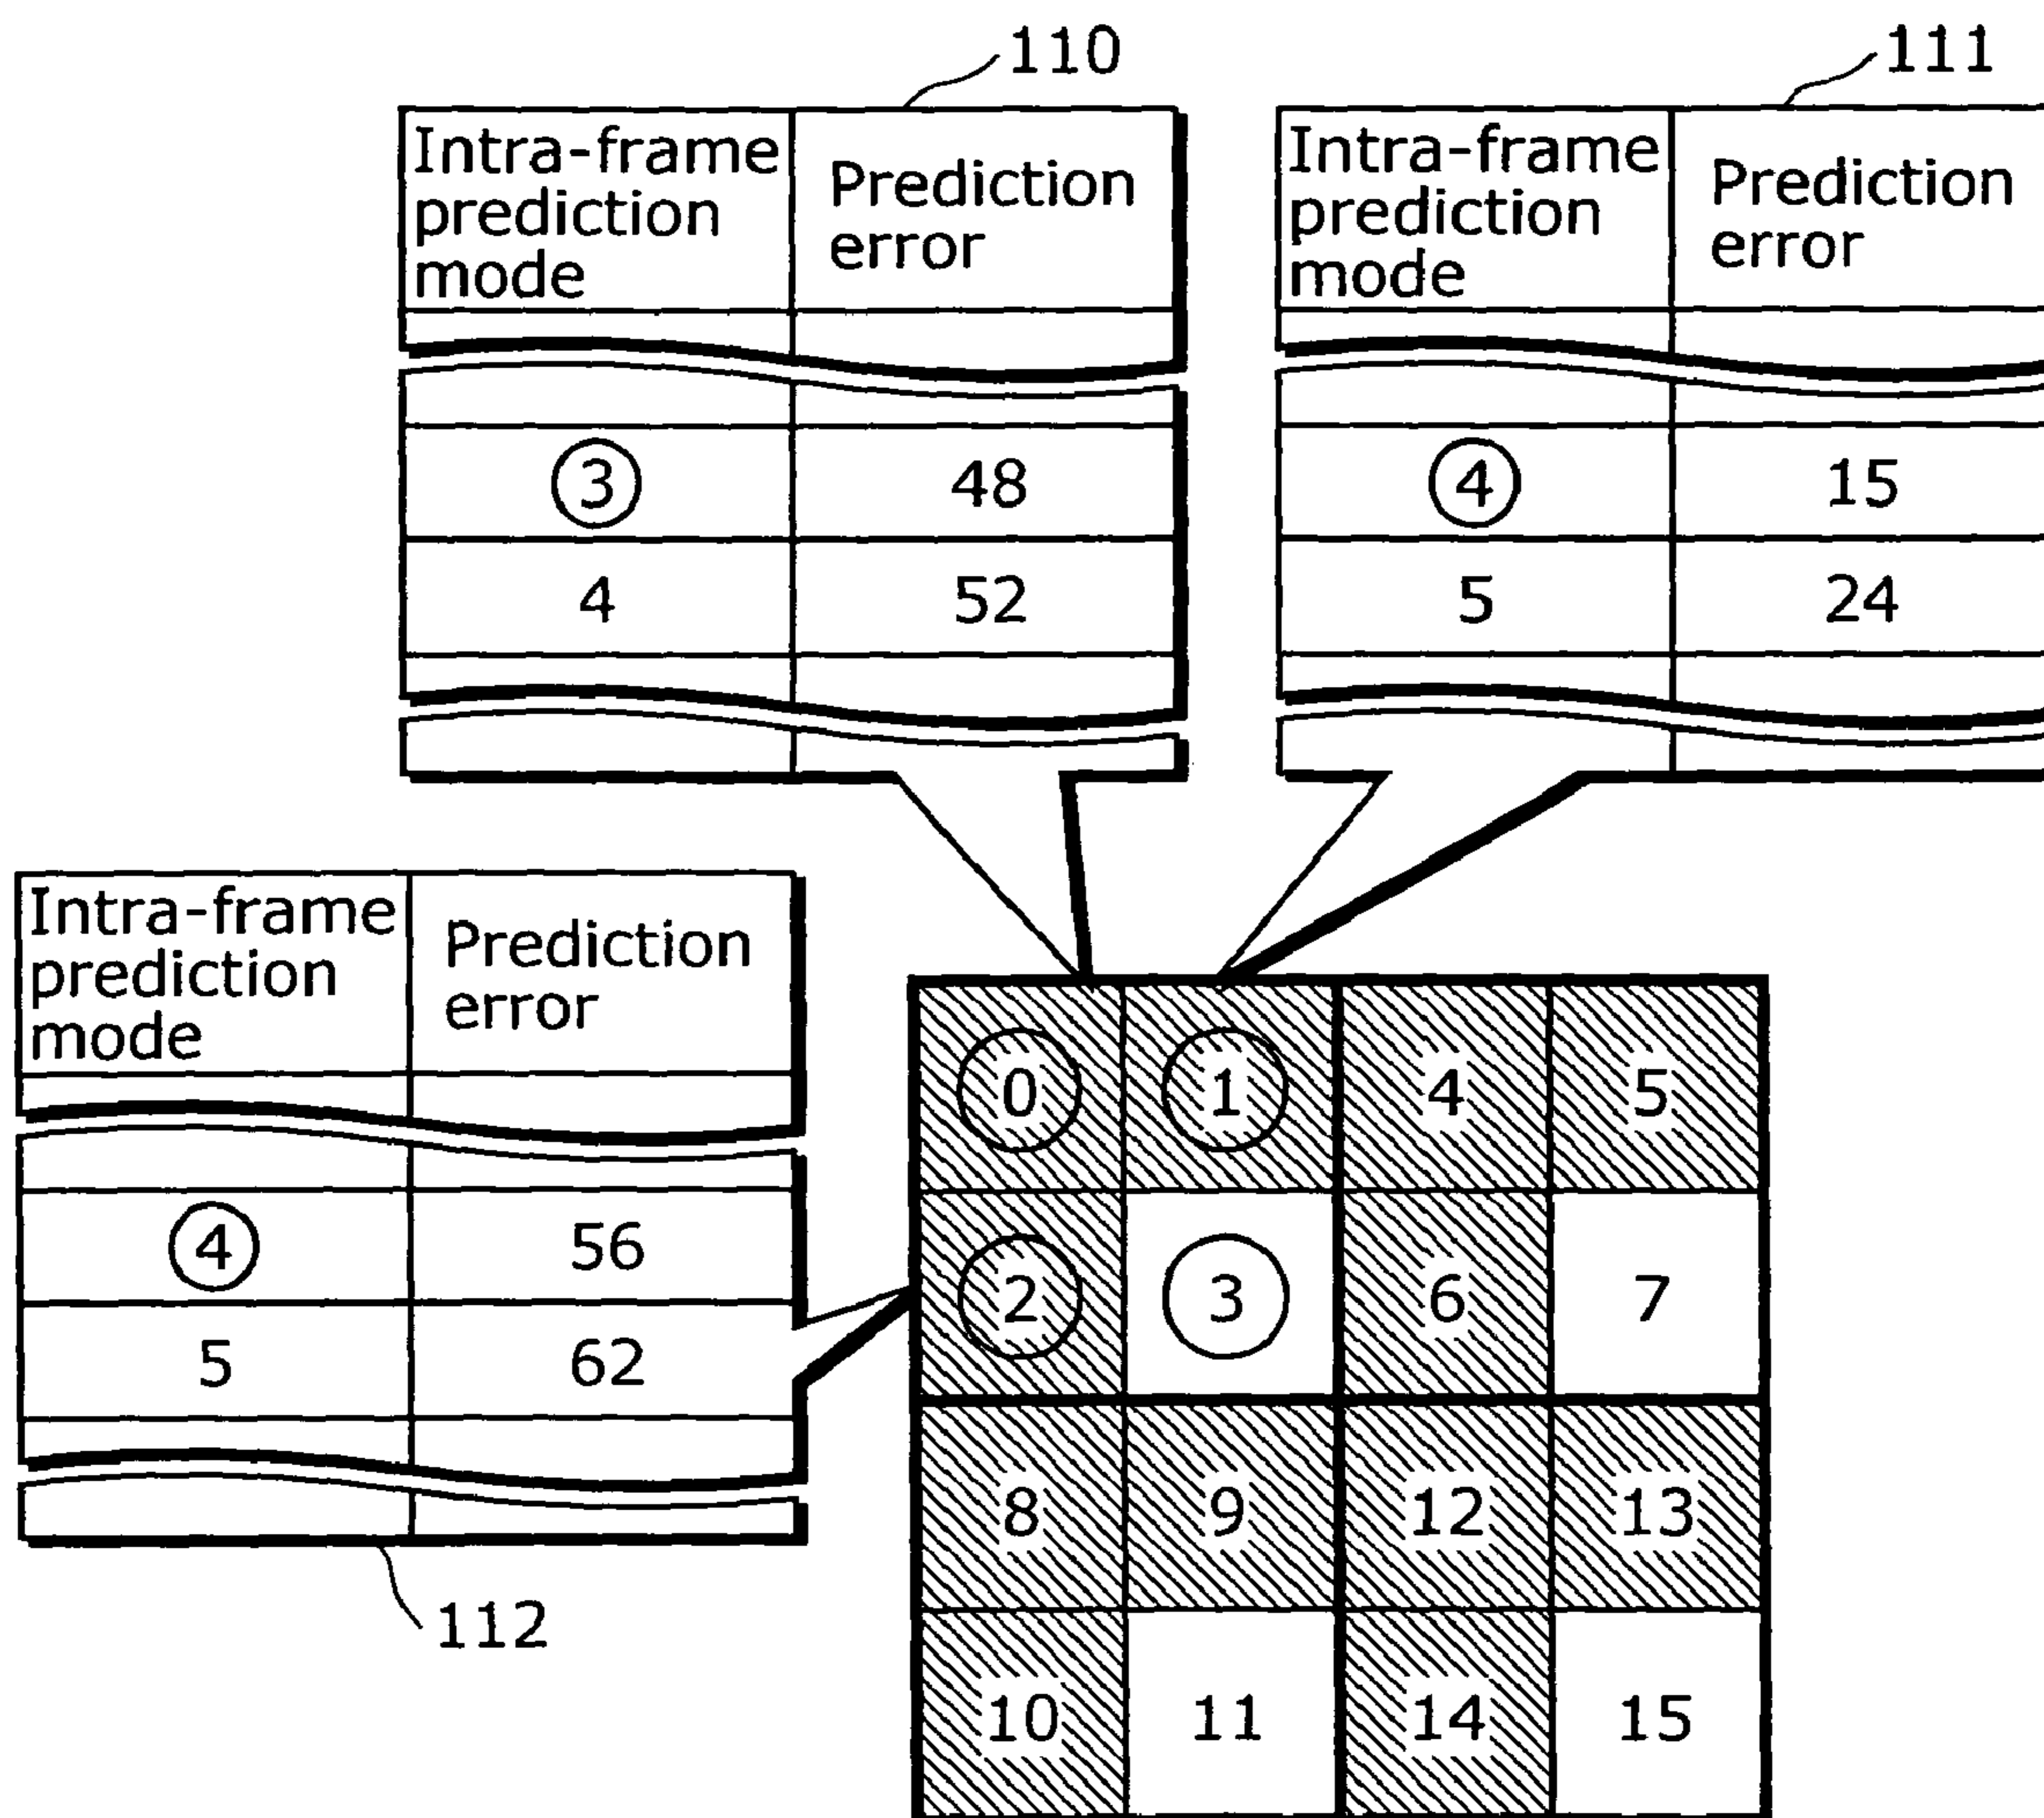 110
111
Intra-frame prediction mode
Prediction error
3 48
4 52
Intra-frame prediction mode
Prediction error
4 15
5 24
Intra-frame prediction mode
Prediction error
4 56
5 62
112
0 1 4 5
2 3 6 7
8 9 12 13
10 11 14 15